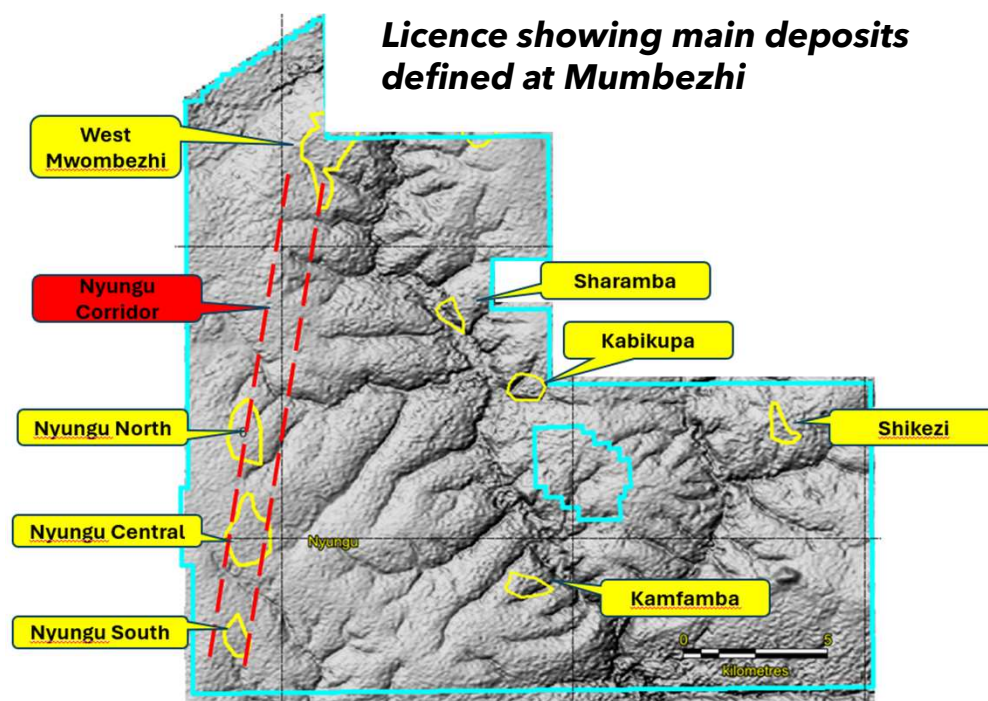 Licence showing main deposits
defined at Mumbezhi
West
Mwombezhi
Nyungu
Corridor
Sharamba
Kabikupa
Nyungu North
Shikezi
Nyungu Central
Nyungu
Kamfamba
Nyungu South
0 5
kilometres